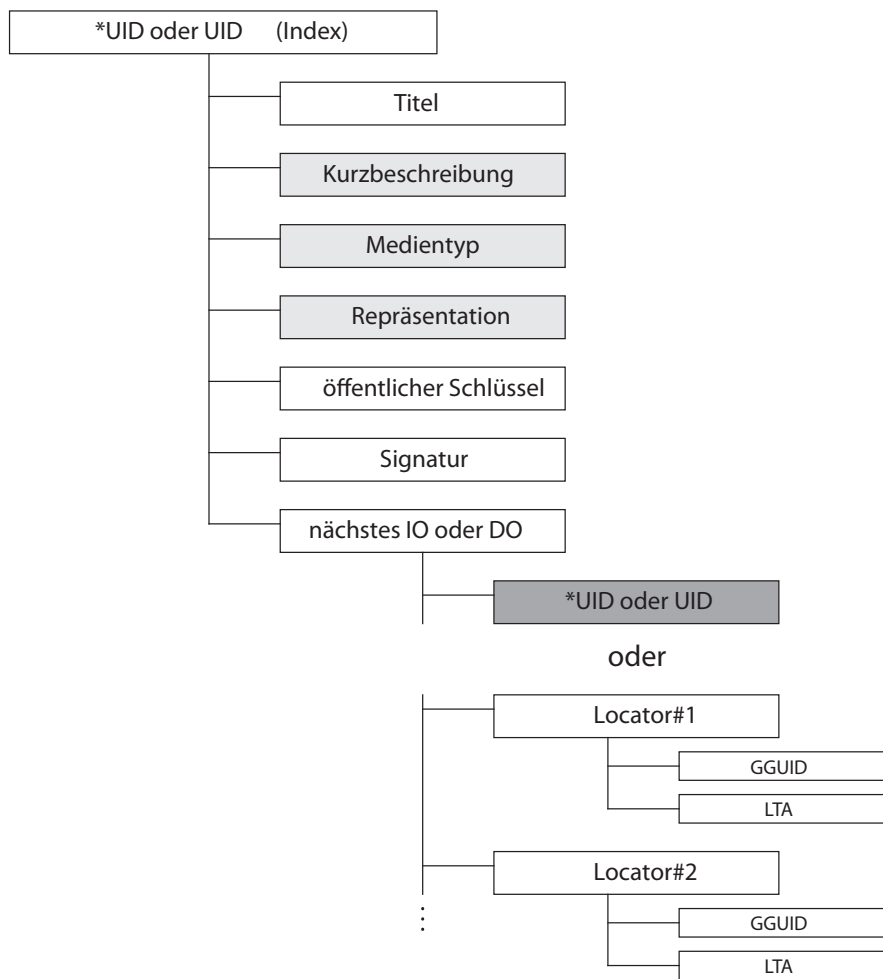 *UID oder UID (Index)
Titel
Kurzbeschreibung
Medientyp
Repräsentation
öffentlicher Schlüssel
Signatur
nächstes IO oder DO
*UID oder UID
oder
Locator#1
GGUID
LTA
Locator#2
GGUID
LTA
⋮